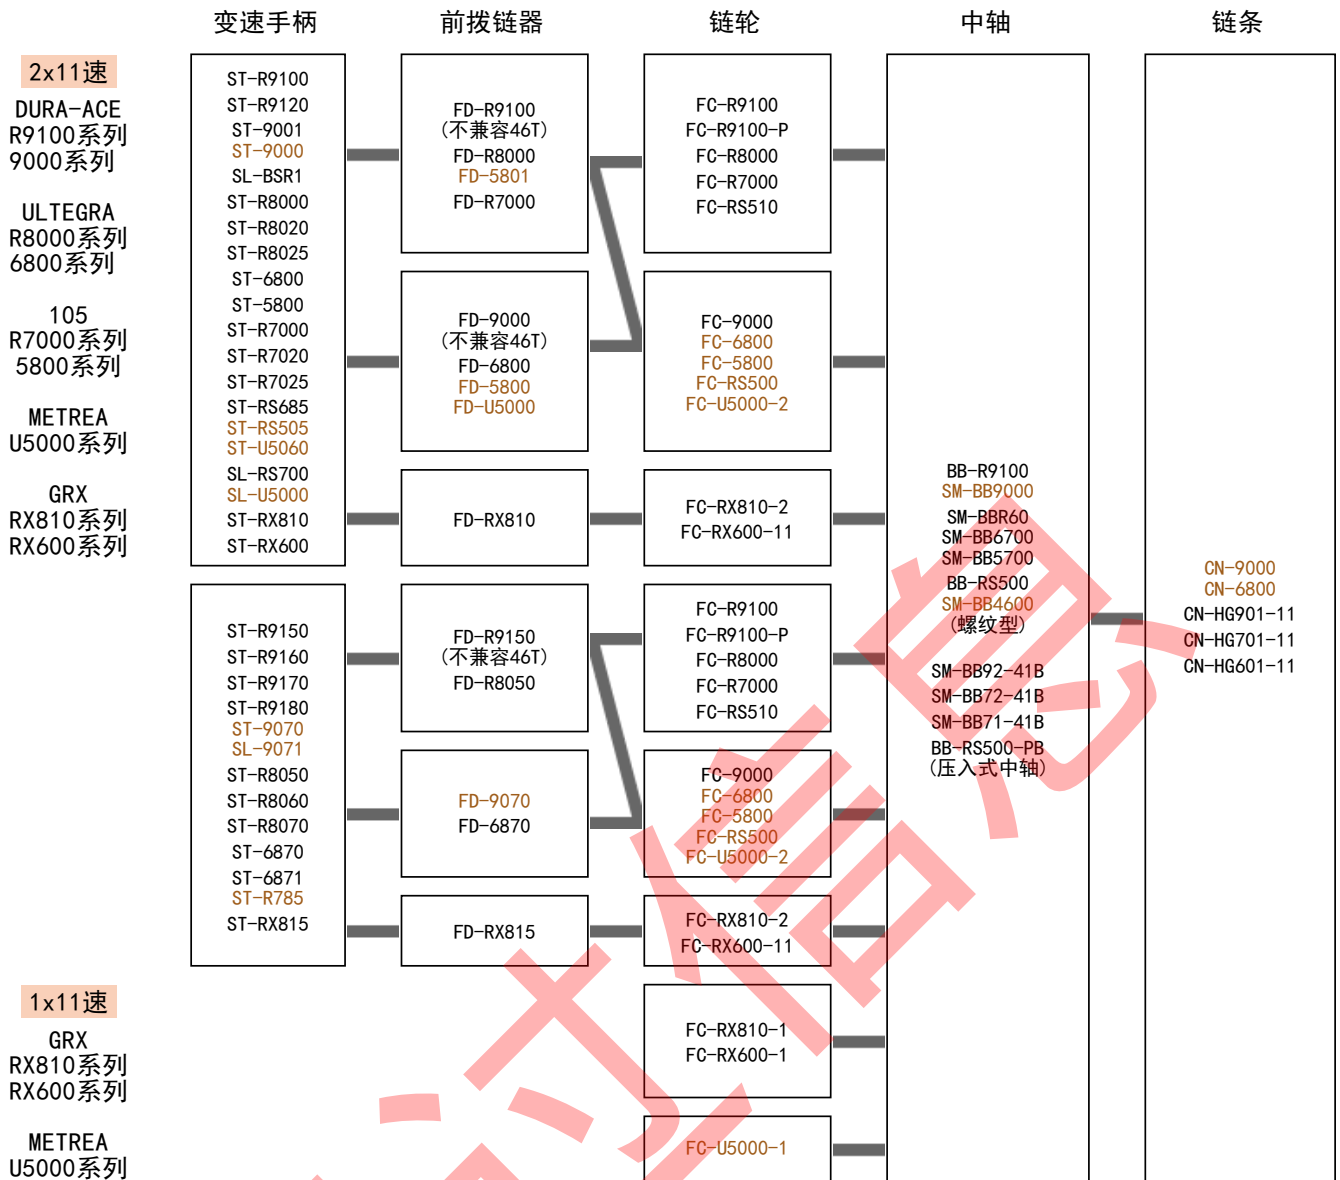 变速手柄
前拨链器
链轮
中轴
链条
2x11速
DURA-ACE
R9100系列
9000系列
ULTEGRA
R8000系列
6800系列
105
R7000系列
5800系列
METREA
U5000系列
GRX
RX810系列
RX600系列
ST-R9100
ST-R9120
ST-9001
ST-9000
SL-BSR1
ST-R8000
ST-R8020
ST-R8025
ST-6800
ST-5800
ST-R7000
ST-R7020
ST-R7025
ST-RS685
ST-RS505
ST-U5060
SL-RS700
SL-U5000
ST-RX810
ST-RX600
FD-R9100
(不兼容46T)
FD-R8000
FD-5801
FD-R7000
FD-9000
(不兼容46T)
FD-6800
FD-5800
FD-U5000
FD-RX810
FC-R9100
FC-R9100-P
FC-R8000
FC-R7000
FC-RS510
FC-9000
FC-6800
FC-5800
FC-RS500
FC-U5000-2
FC-RX810-2
FC-RX600-11
ST-R9150
ST-R9160
ST-R9170
ST-R9180
ST-9070
SL-9071
ST-R8050
ST-R8060
ST-R8070
ST-6870
ST-6871
ST-R785
ST-RX815
FD-R9150
(不兼容46T)
FD-R8050
FD-9070
FD-6870
FD-RX815
FC-R9100
FC-R9100-P
FC-R8000
FC-R7000
FC-RS510
FC-9000
FC-6800
FC-5800
FC-RS500
FC-U5000-2
FC-RX810-2
FC-RX600-11
BB-R9100
SM-BB9000
SM-BBR60
SM-BB6700
SM-BB5700
BB-RS500
SM-BB4600
(螺纹型)
SM-BB92-41B
SM-BB72-41B
SM-BB71-41B
BB-RS500-PB
(压入式中轴)
CN-9000
CN-6800
CN-HG901-11
CN-HG701-11
CN-HG601-11
1x11速
GRX
RX810系列
RX600系列
METREA
U5000系列
FC-RX810-1
FC-RX600-1
FC-U5000-1
过信息